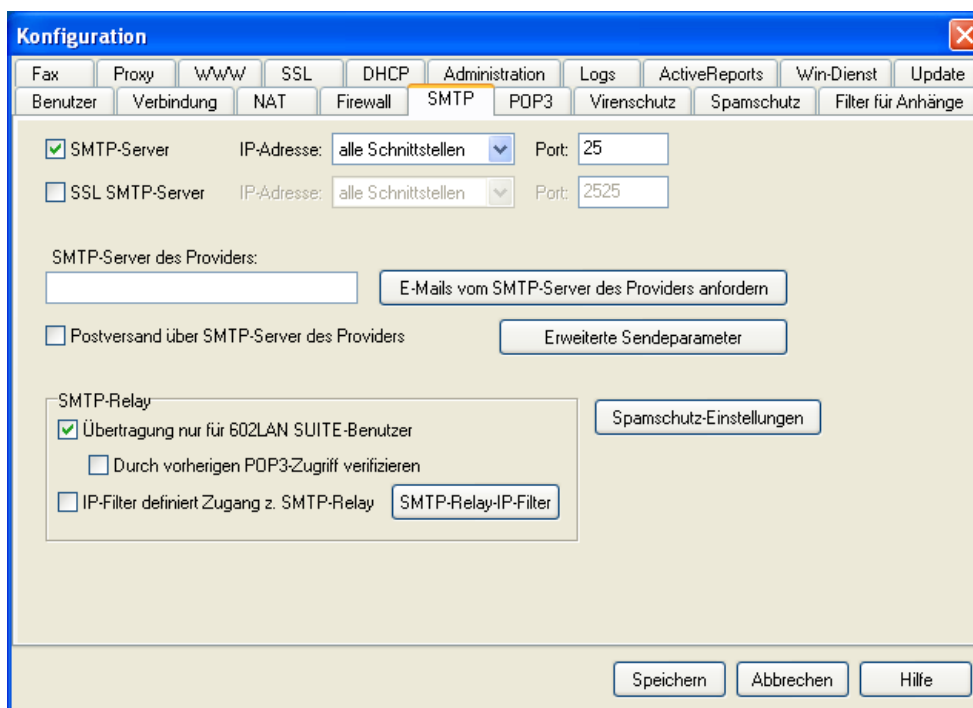 Konfiguration
Fax Proxy WWW SSL DHCP Administration Logs ActiveReports Win-Dienst Update
Benutzer Verbindung NAT Firewall SMTP POP3 Virenschutz Spamschutz Filter für Anhänge
SMTP-Server IP-Adresse: alle Schnittstellen Port: 25
SSL SMTP-Server IP-Adresse: alle Schnittstellen Port: 2525
SMTP-Server des Providers:
E-Mails vom SMTP-Server des Providers anfordern
Postversand über SMTP-Server des Providers Erweiterte Sendeparameter
SMTP-Relay
Übertragung nur für 602LAN SUITE-Benutzer Spamschutz-Einstellungen
Durch vorherigen POP3-Zugriff verifizieren
IP-Filter definiert Zugang z. SMTP-Relay SMTP-Relay-IP-Filter
Speichern Abbrechen Hilfe